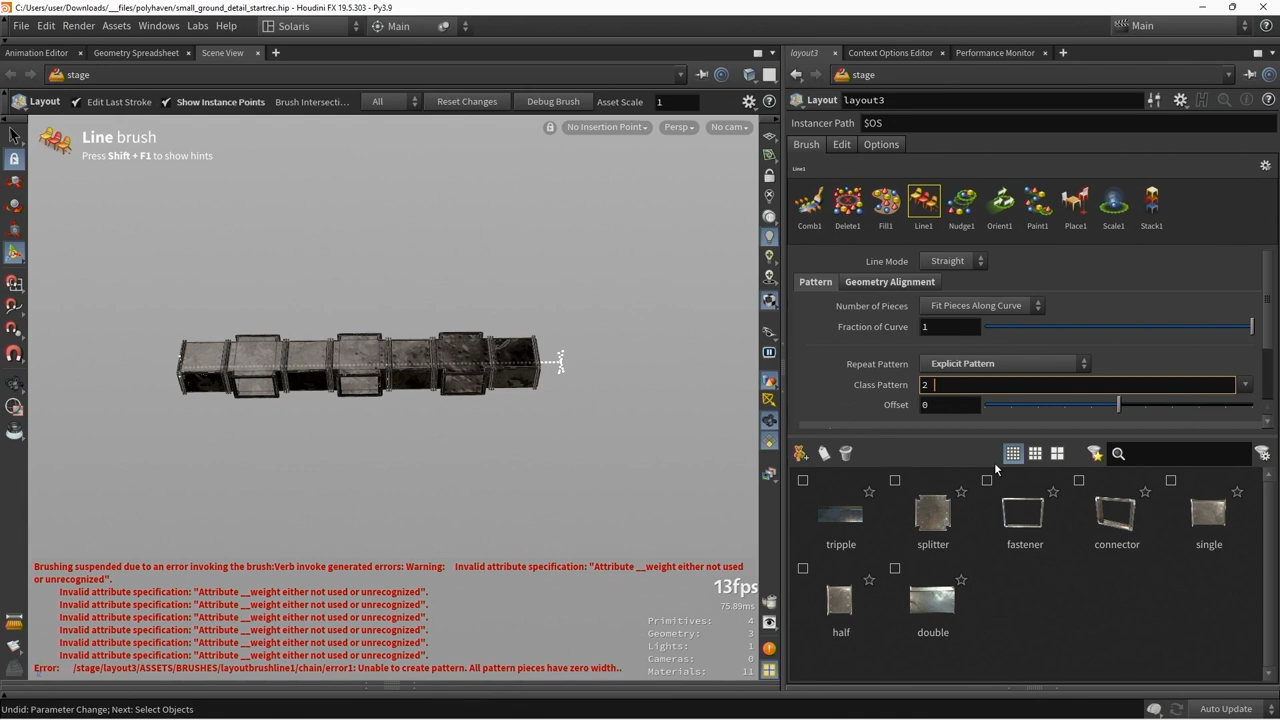 C:/Users/user/Downloads/__files/polyhaven/small_ground_detail_startrec.hip - Houdini FX 19.5.303 - Py3.9
File Edit Render Assets Windows Labs Help Solaris Main Main
Animation Editor Geometry Spreadsheet Scene View
layout3 Context Options Editor Performance Monitor
stage
stage
Layout Edit Last Stroke Show Instance Points Brush Intersecti... All Reset Changes Debug Brush Asset Scale 1
Layout layout3
Instancer Path $OS
Line brush
Press Shift + F1 to show hints
No Insertion Point Persp No cam
Brush Edit Options
Line1
Comb1 Delete1 Fill1 Line1 Nudge1 Orient1 Paint1 Place1 Scale1 Stack1
Line Mode Straight
Pattern Geometry Alignment
Number of Pieces Fit Pieces Along Curve
Fraction of Curve 1
Repeat Pattern Explicit Pattern
Class Pattern 2
Offset 0
tripple splitter fastener connector single
half double
Brushing suspended due to an error invoking the brush:Verb invoke generated errors: Warning: Invalid attribute specification: "Attribute __weight either not used
or unrecognized".
Invalid attribute specification: "Attribute __weight either not used or unrecognized".
Invalid attribute specification: "Attribute __weight either not used or unrecognized".
Invalid attribute specification: "Attribute __weight either not used or unrecognized".
Invalid attribute specification: "Attribute __weight either not used or unrecognized".
Invalid attribute specification: "Attribute __weight either not used or unrecognized".
Error: /stage/layout3/ASSETS/BRUSHES/layoutbrushline1/chain/error1: Unable to create pattern. All pattern pieces have zero width..
13fps
75.89ms
Primitives: 4
Geometry: 3
Lights: 1
Cameras: 0
Materials: 11
Undid: Parameter Change; Next: Select Objects
Auto Update